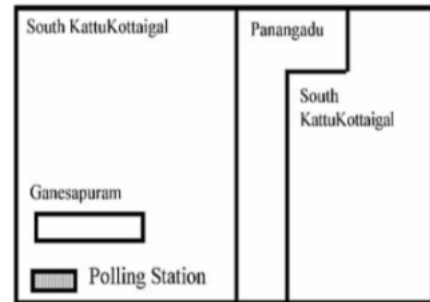 South KattuKottaigal
Panangadu
South
KattuKottaigal
Ganesapuram
Polling Station